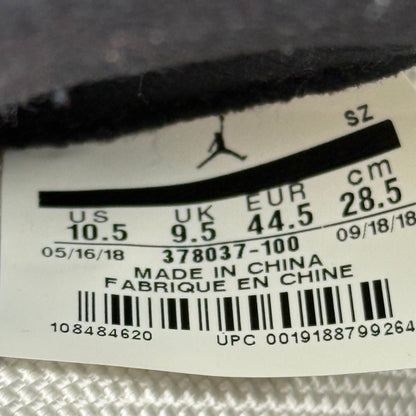 SZ
US UK EUR cm
10.5 9.5 44.5 28.5
05/16/18 378037-100 09/18/18
MADE IN CHINA
FABRIQUE EN CHINE
108484620 UPC 0019188799264